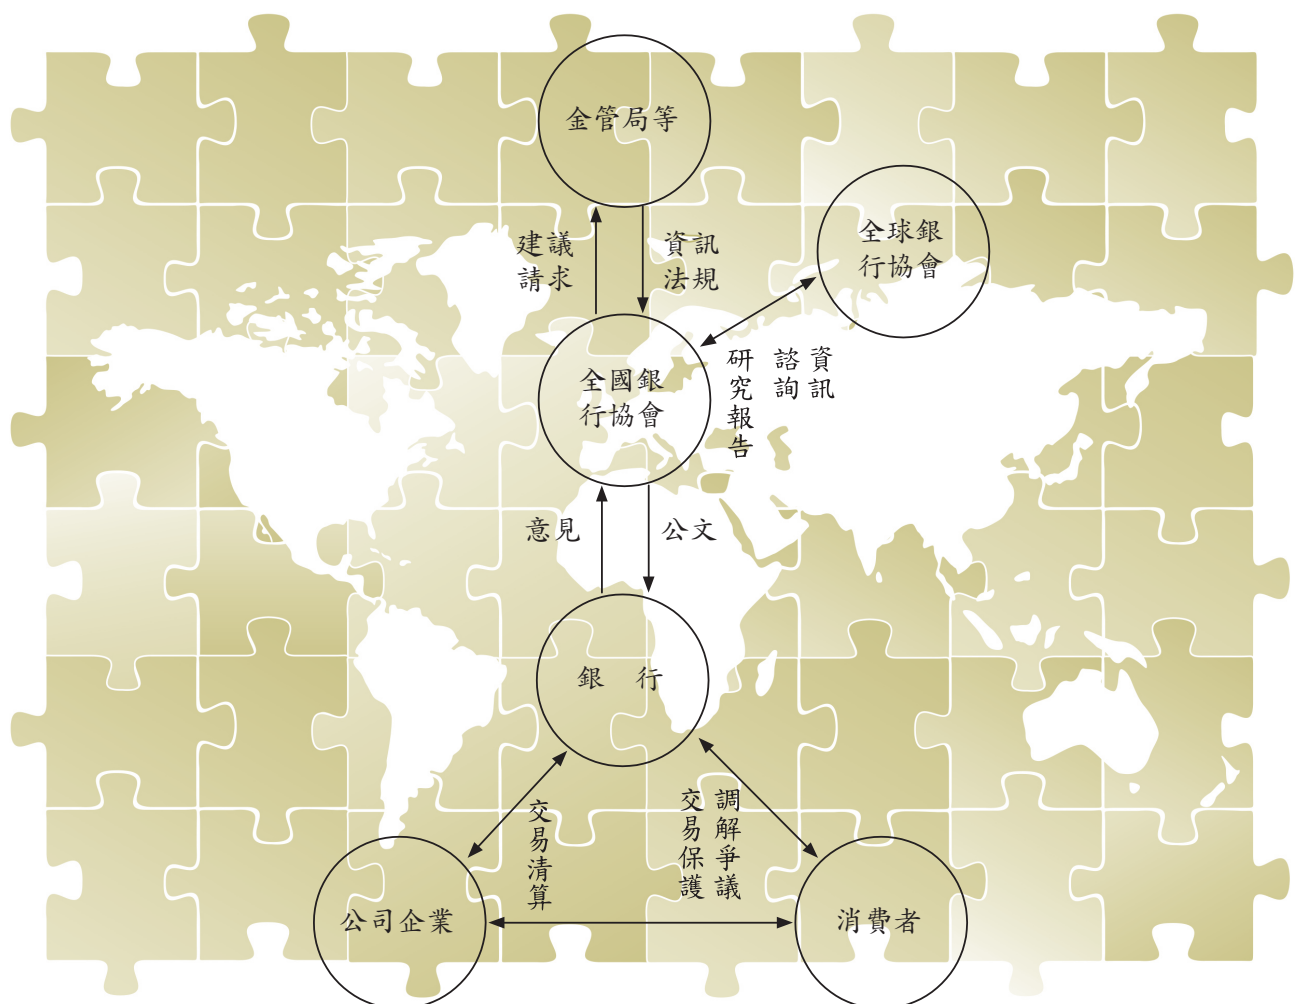 金管局等
全球銀
行協會
建議
請求
資訊
法規
全國銀
行協會
資訊
諮詢
研究報告
意見
公文
銀 行
交易清算
調解爭議
交易保護
公司企業
消費者